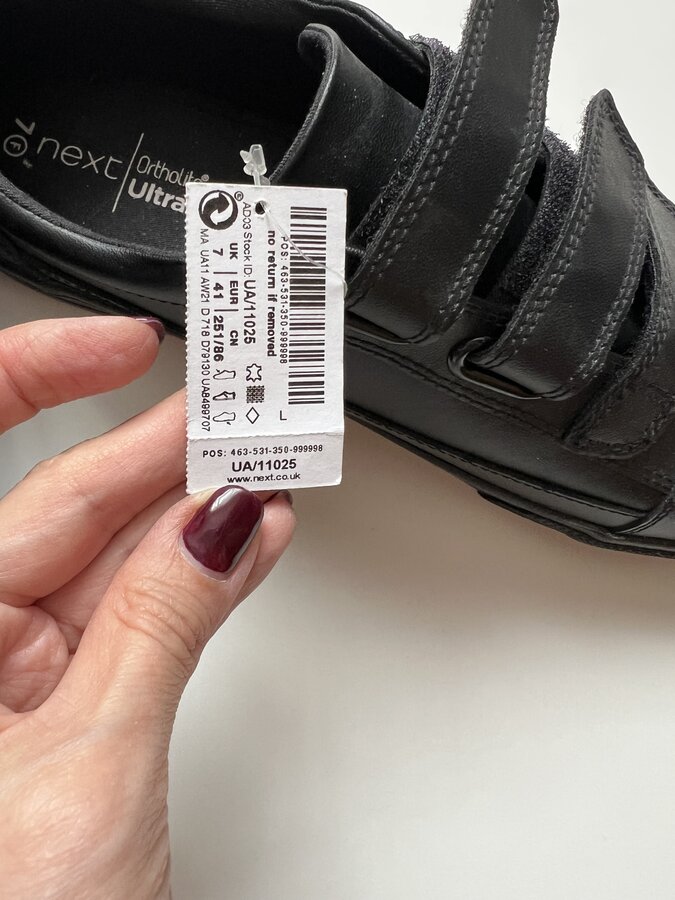 next
Ortholite®
Ultra
POS: 463-531-350-999998
no return if removed
AD03 Stock ID: UA/11025
UK EUR CN
7 41 251/86
MA UA11 AW21 D 718 D79130 UA8499707
L
POS: 463-531-350-999998
UA/11025
www.next.co.uk